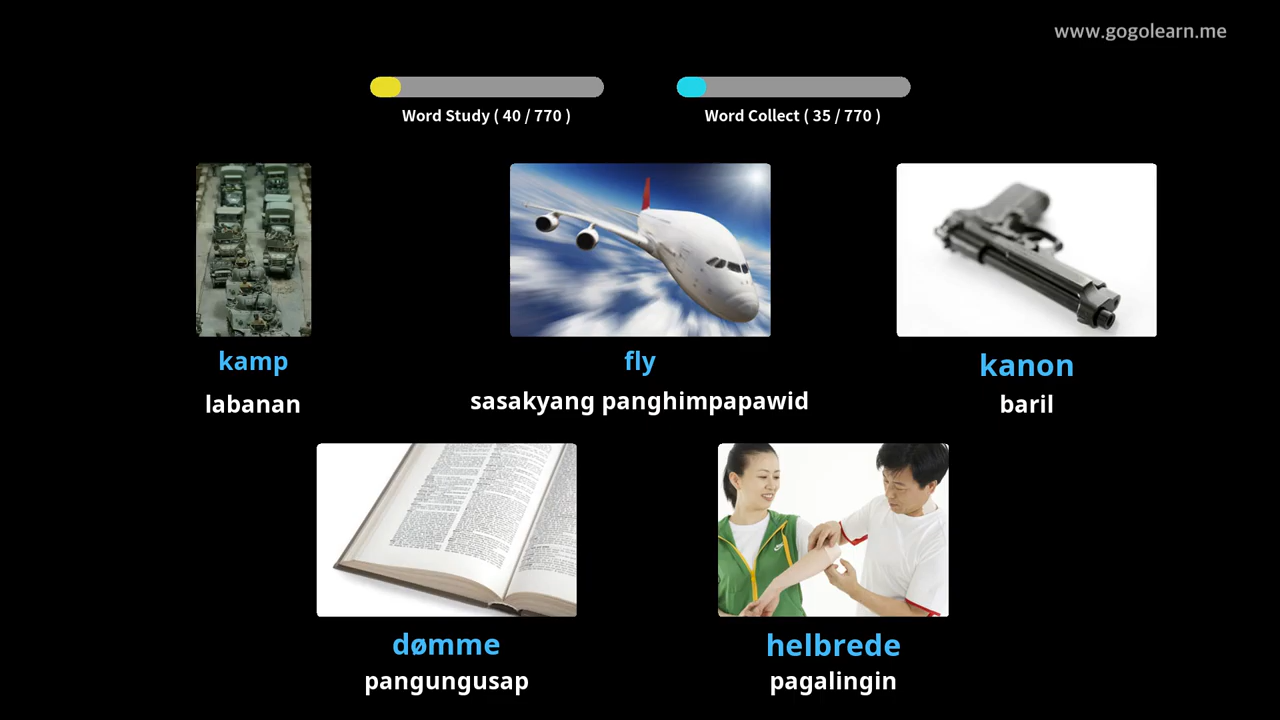 www.gogolearn.me
Word Study ( 40 / 770 )
Word Collect ( 35 / 770 )
kamp
labanan
fly
sasakyang panghimpapawid
kanon
baril
dømme
pangungusap
helbrede
pagalingin